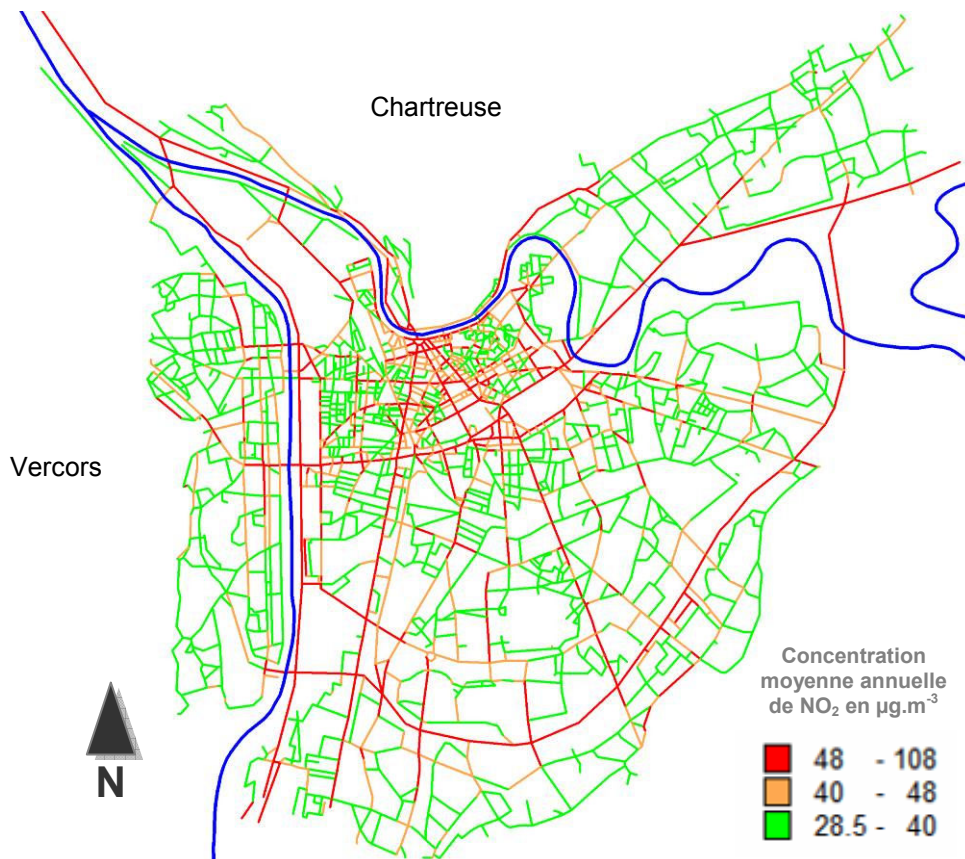 Chartreuse
Vercors
N
Concentration
moyenne annuelle
de NO₂ en µg.m⁻³
48 - 108
40 - 48
28.5 - 40